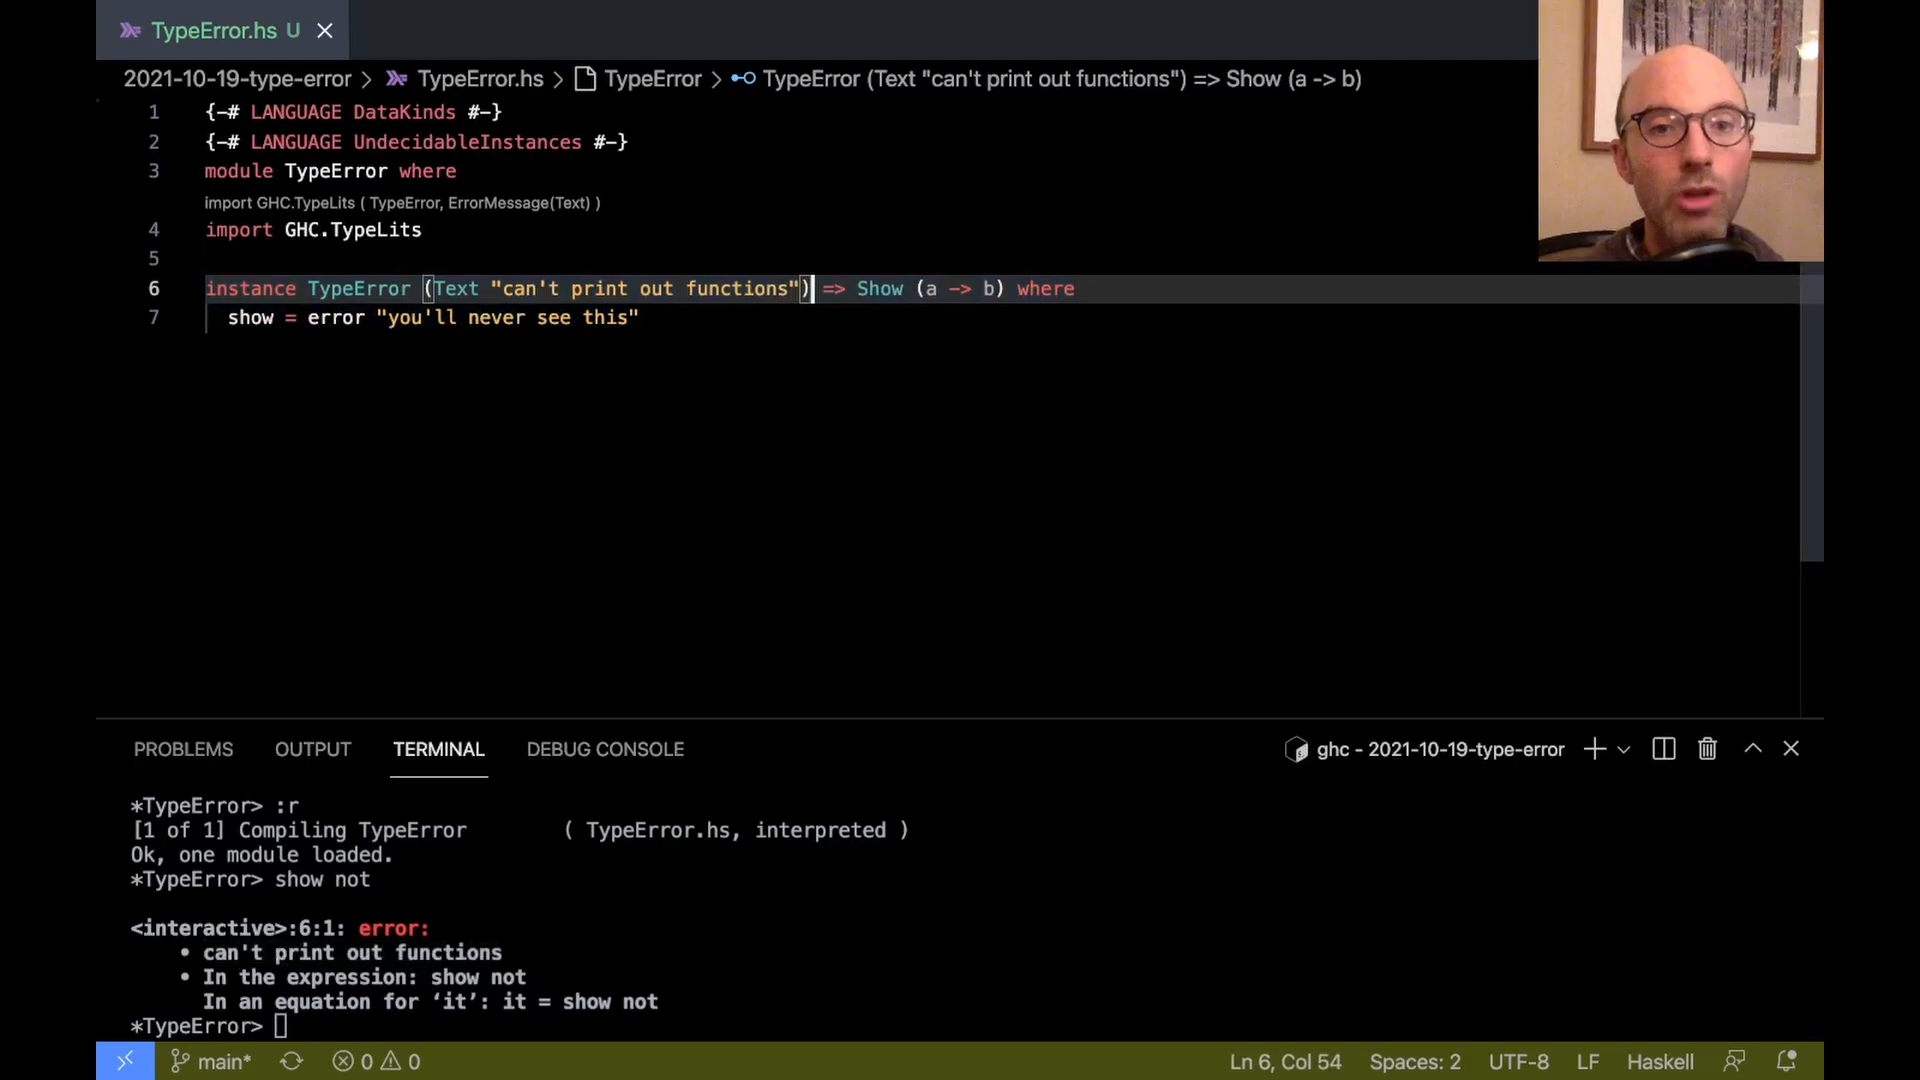 TypeError.hs U
2021-10-19-type-error > TypeError.hs > TypeError > TypeError (Text "can't print out functions") => Show (a -> b)
1 {-# LANGUAGE DataKinds #-}
2 {-# LANGUAGE UndecidableInstances #-}
3 module TypeError where
import GHC.TypeLits ( TypeError, ErrorMessage(Text) )
4 import GHC.TypeLits
5
6 instance TypeError (Text "can't print out functions") => Show (a -> b) where
7 show = error "you'll never see this"
PROBLEMS OUTPUT TERMINAL DEBUG CONSOLE ghc - 2021-10-19-type-error
*TypeError> :r
[1 of 1] Compiling TypeError ( TypeError.hs, interpreted )
Ok, one module loaded.
*TypeError> show not
<interactive>:6:1: error:
• can't print out functions
• In the expression: show not
In an equation for ‘it’: it = show not
*TypeError>
main* 0 0 Ln 6, Col 54 Spaces: 2 UTF-8 LF Haskell